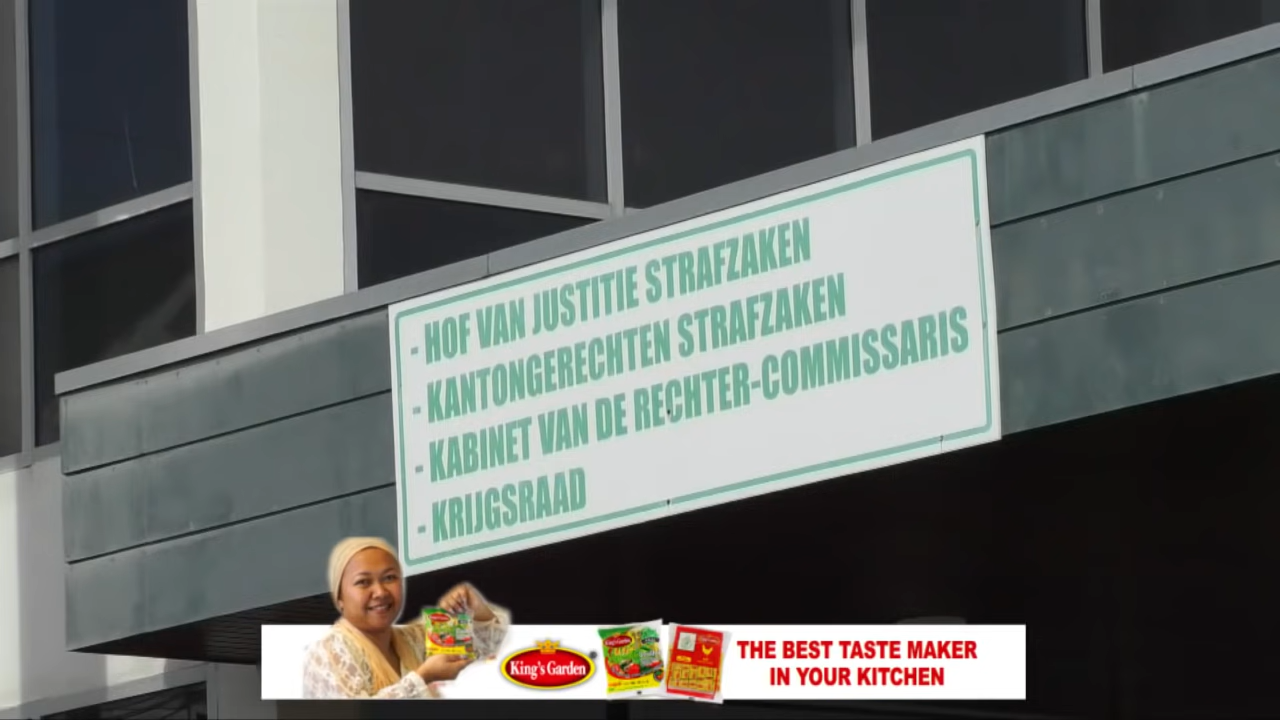 - HOF VAN JUSTITIE STRAFZAKEN
- KANTONGERECHTEN STRAFZAKEN
- KABINET VAN DE RECHTER-COMMISSARIS
- KRIJGSRAAD
King's Garden
THE BEST TASTE MAKER
IN YOUR KITCHEN